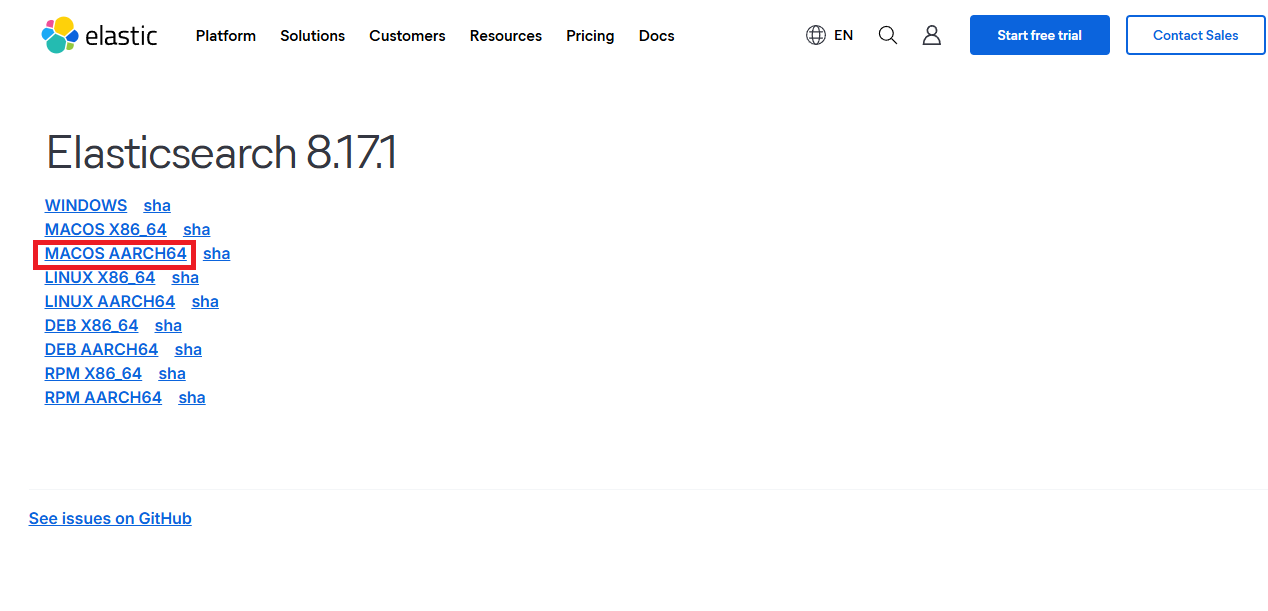 elastic Platform Solutions Customers Resources Pricing Docs EN Start free trial Contact Sales
Elasticsearch 8.17.1
WINDOWS sha
MACOS X86_64 sha
MACOS AARCH64 sha
LINUX X86_64 sha
LINUX AARCH64 sha
DEB X86_64 sha
DEB AARCH64 sha
RPM X86_64 sha
RPM AARCH64 sha
See issues on GitHub